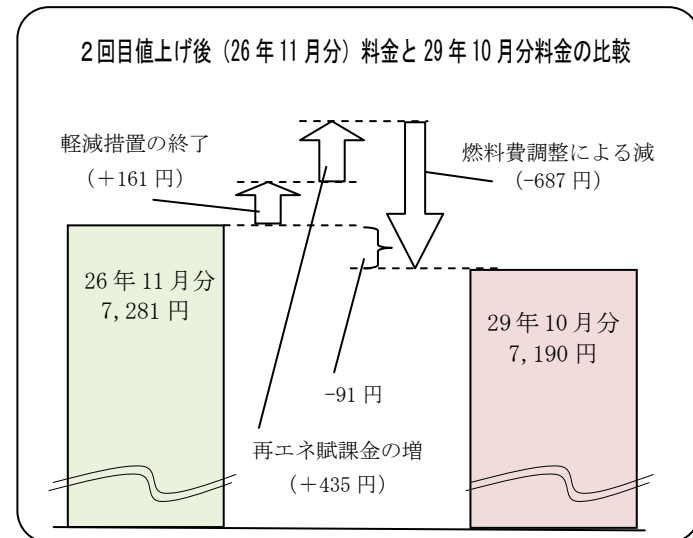 2回目値上げ後（26年11月分）料金と29年10月分料金の比較
軽減措置の終了
（＋161円）
燃料費調整による減
（-687円）
26年11月分
7,281円
29年10月分
7,190円
-91円
再エネ賦課金の増
（＋435円）